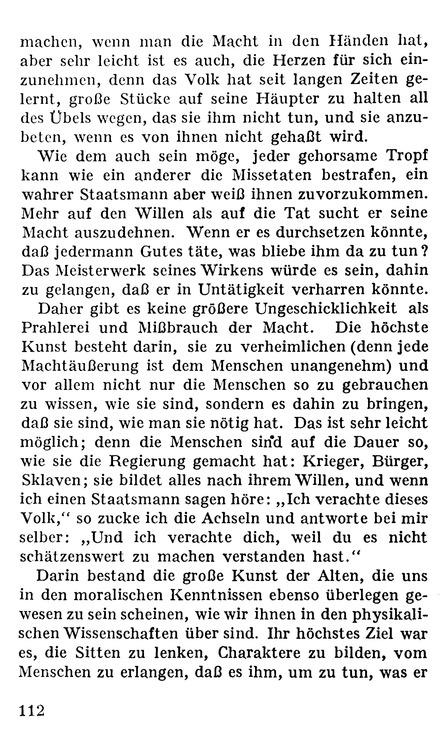 machen, wenn man die Macht in den Händen hat,
aber sehr leicht ist es auch, die Herzen für sich ein-
zunehmen, denn das Volk hat seit langen Zeiten ge-
lernt, große Stücke auf seine Häupter zu halten all
des Übels wegen, das sie ihm nicht tun, und sie anzu-
beten, wenn es von ihnen nicht gehaßt wird.
Wie dem auch sein möge, jeder gehorsame Tropf
kann wie ein anderer die Missetaten bestrafen, ein
wahrer Staatsmann aber weiß ihnen zuvorzukommen.
Mehr auf den Willen als auf die Tat sucht er seine
Macht auszudehnen. Wenn er es durchsetzen könnte,
daß jedermann Gutes täte, was bliebe ihm da zu tun?
Das Meisterwerk seines Wirkens würde es sein, dahin
zu gelangen, daß er in Untätigkeit verharren könnte.
Daher gibt es keine größere Ungeschicklichkeit als
Prahlerei und Mißbrauch der Macht. Die höchste
Kunst besteht darin, sie zu verheimlichen (denn jede
Machtäußerung ist dem Menschen unangenehm) und
vor allem nicht nur die Menschen so zu gebrauchen
zu wissen, wie sie sind, sondern es dahin zu bringen,
daß sie sind, wie man sie nötig hat. Das ist sehr leicht
möglich; denn die Menschen sind auf die Dauer so,
wie sie die Regierung gemacht hat: Krieger, Bürger,
Sklaven; sie bildet alles nach ihrem Willen, und wenn
ich einen Staatsmann sagen höre: „Ich verachte dieses
Volk,“ so zucke ich die Achseln und antworte bei mir
selber: „Und ich verachte dich, weil du es nicht
schätzenswert zu machen verstanden hast.“
Darin bestand die große Kunst der Alten, die uns
in den moralischen Kenntnissen ebenso überlegen ge-
wesen zu sein scheinen, wie wir ihnen in den physikali-
schen Wissenschaften über sind. Ihr höchstes Ziel war
es, die Sitten zu lenken, Charaktere zu bilden, vom
Menschen zu erlangen, daß es ihm, um zu tun, was er
112